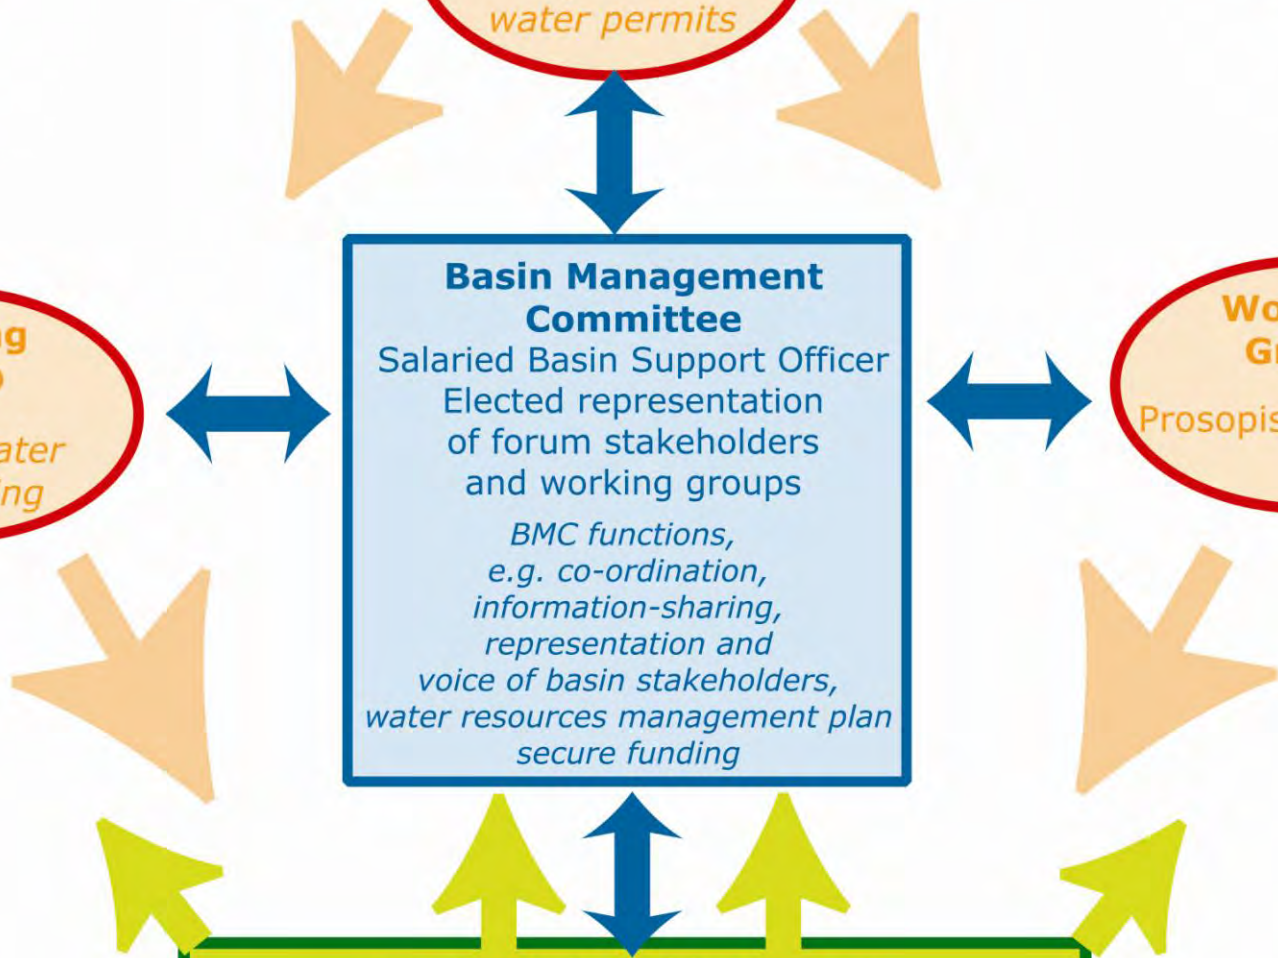 water permits
Basin Management
Committee
Salaried Basin Support Officer
Elected representation
of forum stakeholders
and working groups
BMC functions,
e.g. co-ordination,
information-sharing,
representation and
voice of basin stakeholders,
water resources management plan
secure funding
Prosopis